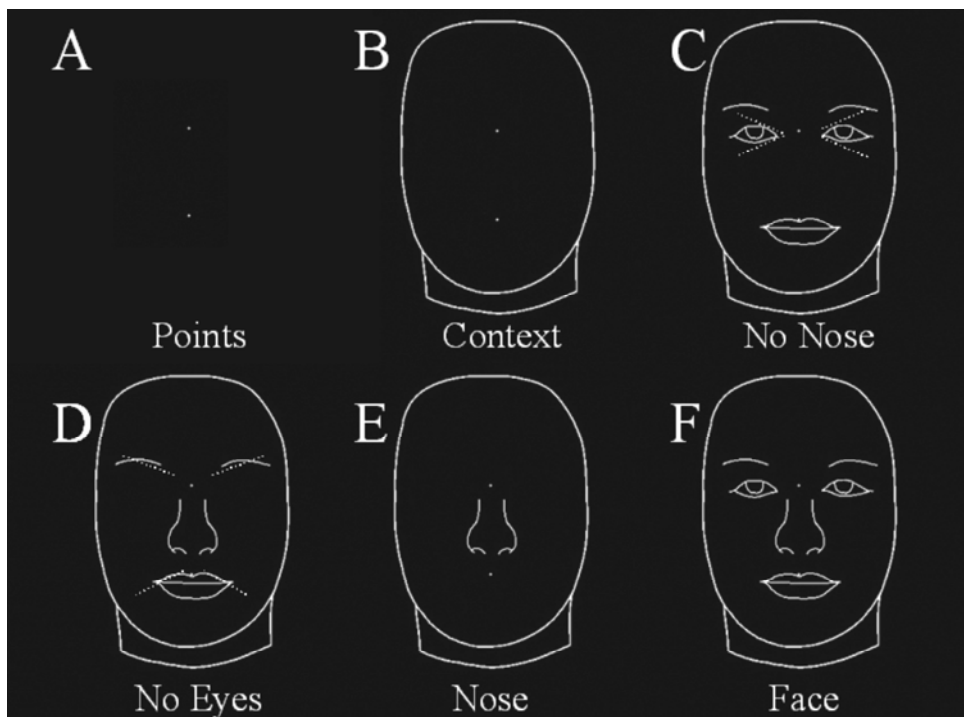 A
B
C
Points
Context
No Nose
D
E
F
No Eyes
Nose
Face